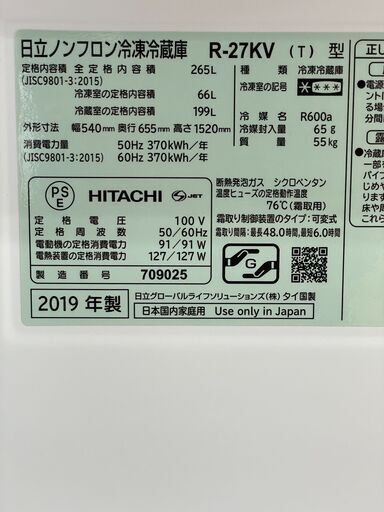 日立ノンフロン冷凍冷蔵庫 R-27KV (T) 型
定格内容積 全定格内容積 265L
(JISC9801-3:2015)
冷凍室の定格内容積 66L
冷蔵室の定格内容積 199L
外形寸法 幅540mm 奥行655mm 高さ1520mm
消費電力量 50Hz 370kWh/年
(JISC9801-3:2015) 60Hz 370kWh/年
種類 冷凍冷蔵庫
冷凍室の記号
冷媒 R600a
冷媒封入量 65g
質量 55kg
PS
E
HITACHI S-JET
定格電圧 100V
定格周波数 50/60Hz
電動機の定格消費電力 91/91W
電熱装置の定格消費電力 127/127W
製造番号 709025
断熱発泡ガス シクロペンタン
温度ヒューズの定格動作温度
76℃(霜取用)
霜取り制御装置のタイプ:可変式
霜取り間隔:最長48.0時間、最短6.0時間
G
2019年製
日立グローバルライフソリューションズ(株) タイ国製
日本国内家庭用 Use only in Japan
正し
電源